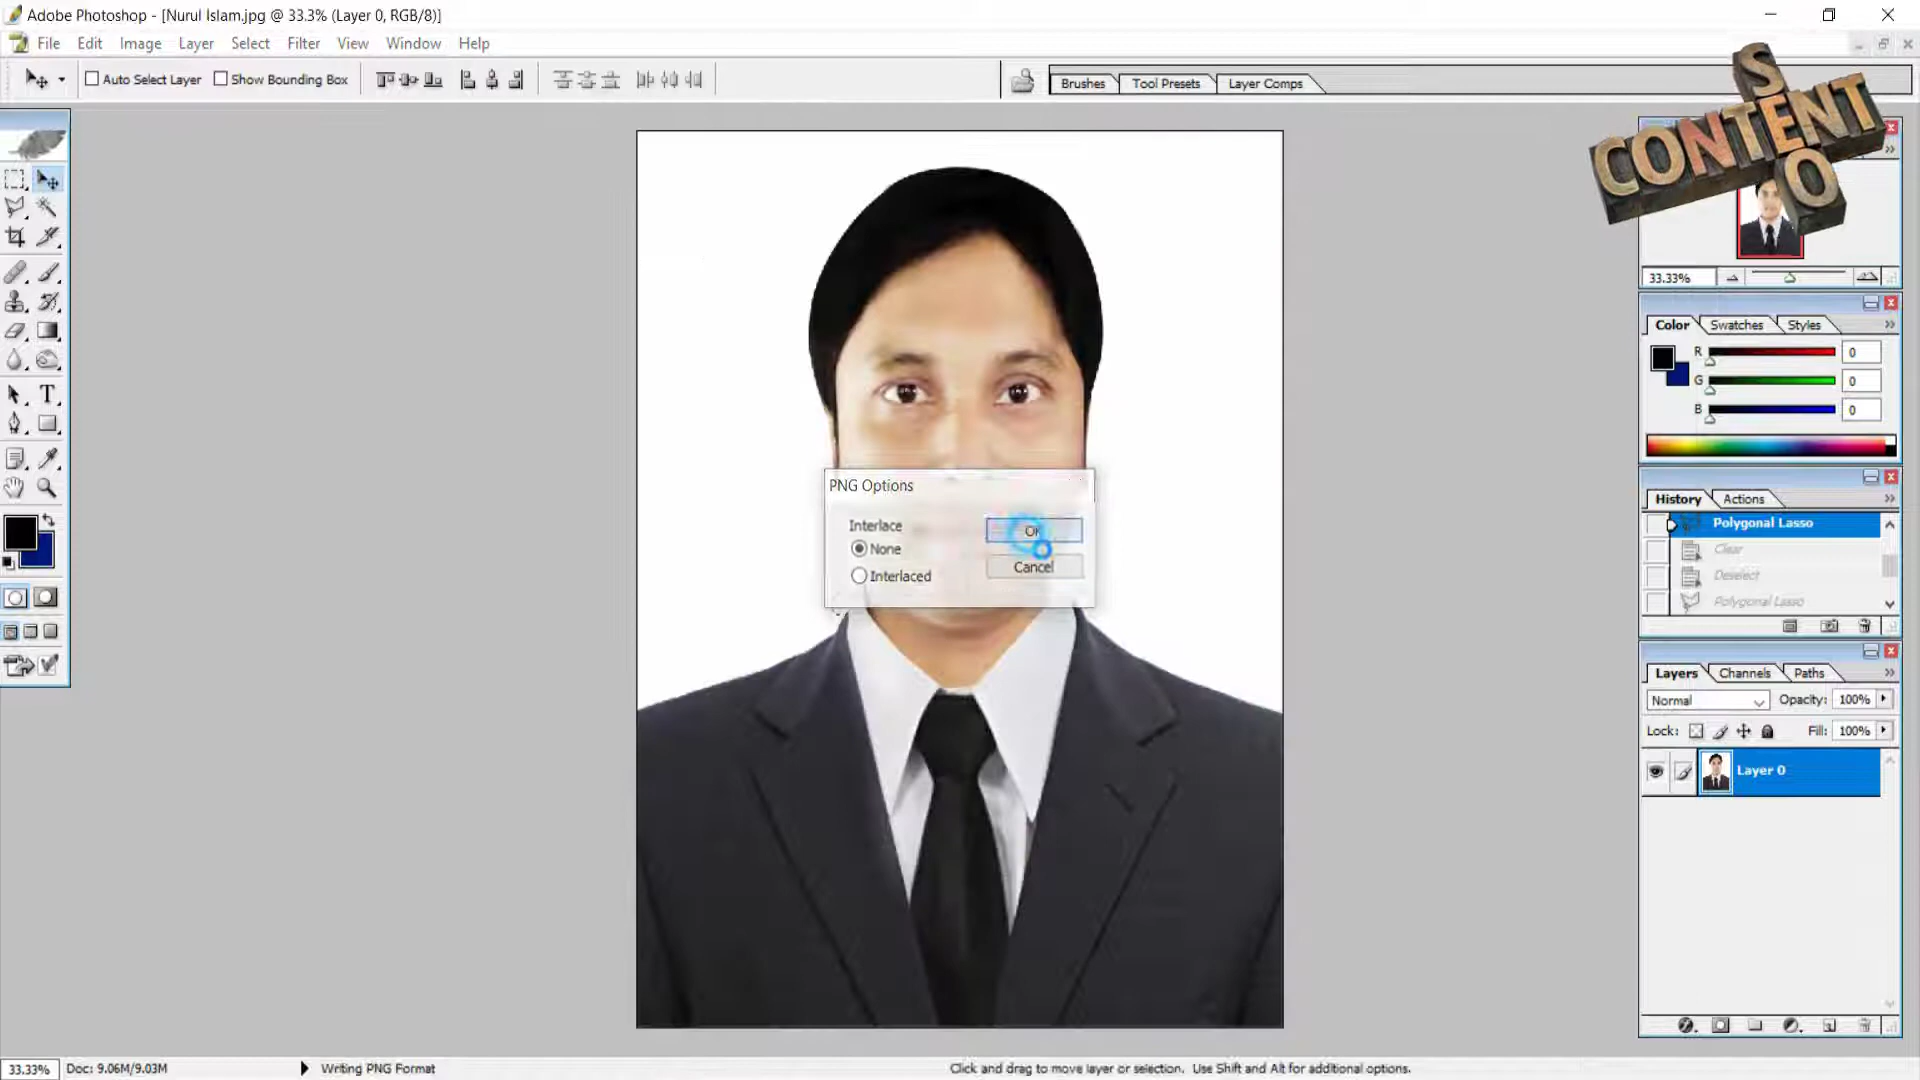 Adobe Photoshop - [Nurul Islam.jpg @ 33.3% (Layer 0, RGB/8)]
File Edit Image Layer Select Filter View Window Help
Auto Select Layer Show Bounding Box
Brushes Tool Presets Layer Comps
SEO
CONTENT
33.33%
Color Swatches Styles
R 0
G 0
B 0
PNG Options
Interlace
None
Interlaced
OK
Cancel
History Actions
Polygonal Lasso
Clear
Deselect
Polygonal Lasso
Layers Channels Paths
Normal Opacity: 100%
Lock: Fill: 100%
Layer 0
33.33% Doc: 9.06M/9.03M Writing PNG Format Click and drag to move layer or selection. Use Shift and Alt for additional options.